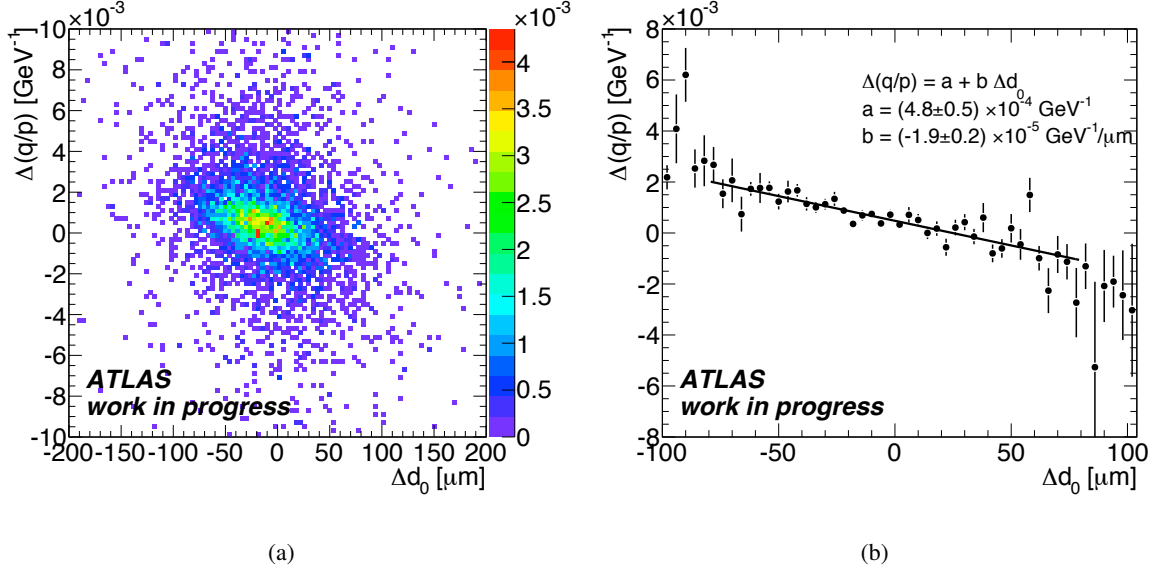 ×10⁻³
×10⁻³
Δ(q/p) [GeV⁻¹]
10
8
6
4
2
0
-2
-4
-6
-8
-10
ATLAS
work in progress
-200 -150 -100 -50 0 50 100 150 200
Δd₀ [μm]
4
3.5
3
2.5
2
1.5
1
0.5
0
(a)
×10⁻³
Δ(q/p) [GeV⁻¹]
8
6
4
2
0
-2
-4
-6
-8
Δ(q/p) = a + b Δd₀
a = (4.8±0.5) ×10⁻⁴ GeV⁻¹
b = (-1.9±0.2) ×10⁻⁵ GeV⁻¹/μm
ATLAS
work in progress
-100 -50 0 50 100
Δd₀ [μm]
(b)